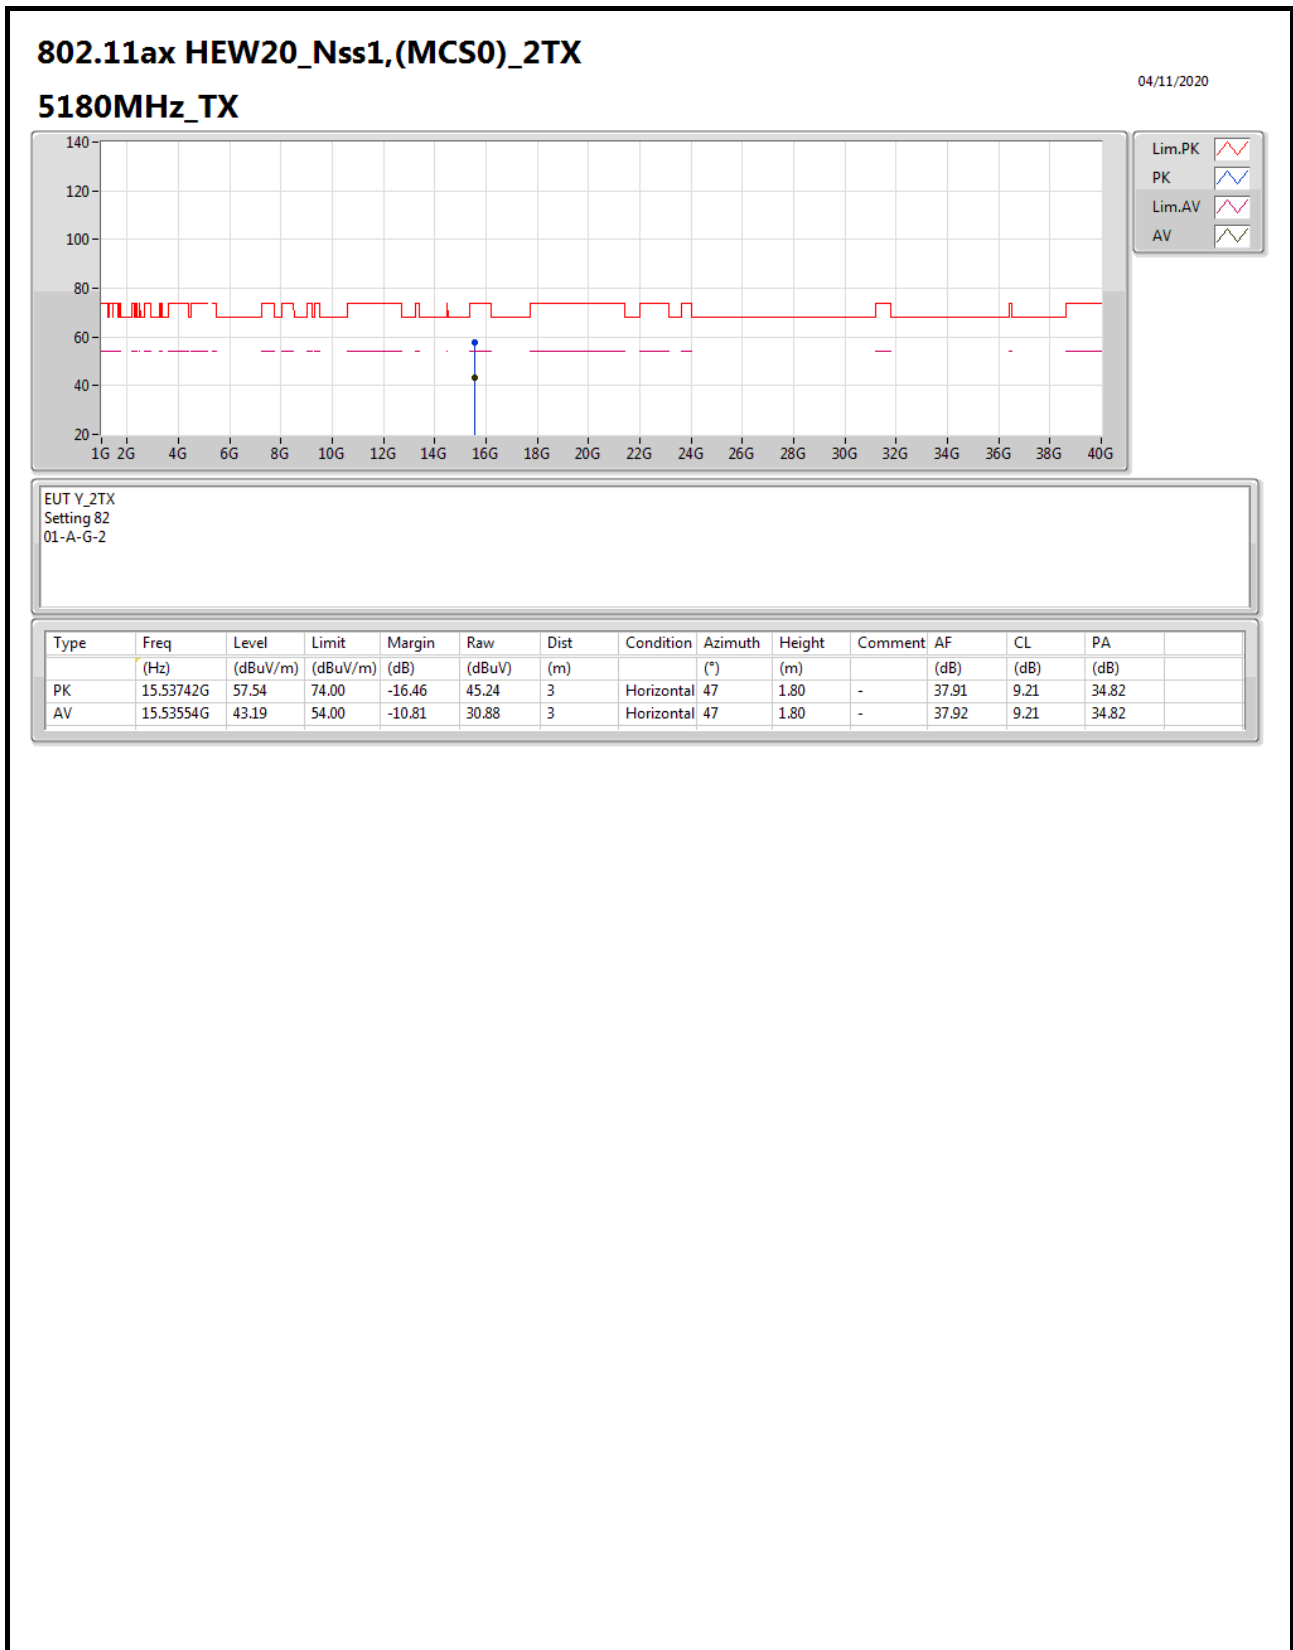 802.11ax HEW20_Nss1,(MCS0)_2TX
04/11/2020
5180MHz_TX
140
120
100
80
60
40
20
1G 2G 4G 6G 8G 10G 12G 14G 16G 18G 20G 22G 24G 26G 28G 30G 32G 34G 36G 38G 40G
Lim.PK
PK
Lim.AV
AV
EUT Y_2TX
Setting 82
01-A-G-2
Type Freq Level Limit Margin Raw Dist Condition Azimuth Height Comment AF CL PA
(Hz) (dBuV/m) (dBuV/m) (dB) (dBuV) (m) (°) (m) (dB) (dB) (dB)
PK 15.53742G 57.54 74.00 -16.46 45.24 3 Horizontal 47 1.80 - 37.91 9.21 34.82
AV 15.53554G 43.19 54.00 -10.81 30.88 3 Horizontal 47 1.80 - 37.92 9.21 34.82